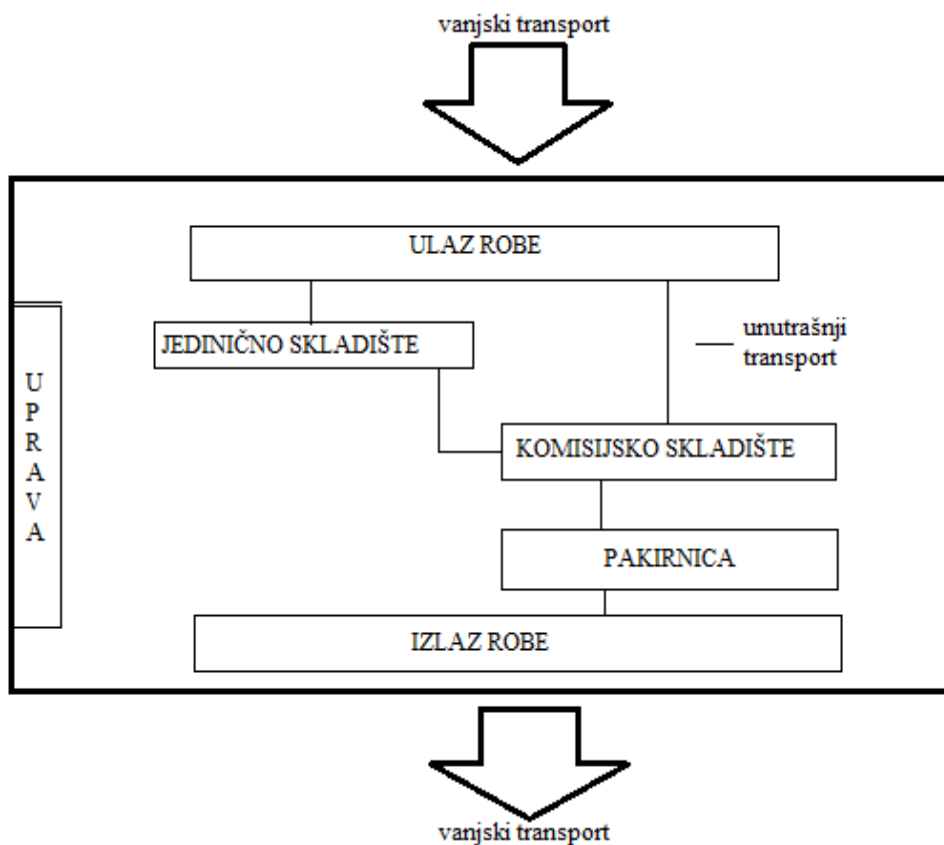 vanjski transport
ULAZ ROBE
JEDINIČNO SKLADIŠTE
unutrašnji
transport
U
P
R
A
V
A
KOMISIJSKO SKLADIŠTE
PAKIRNICA
IZLAZ ROBE
vanjski transport